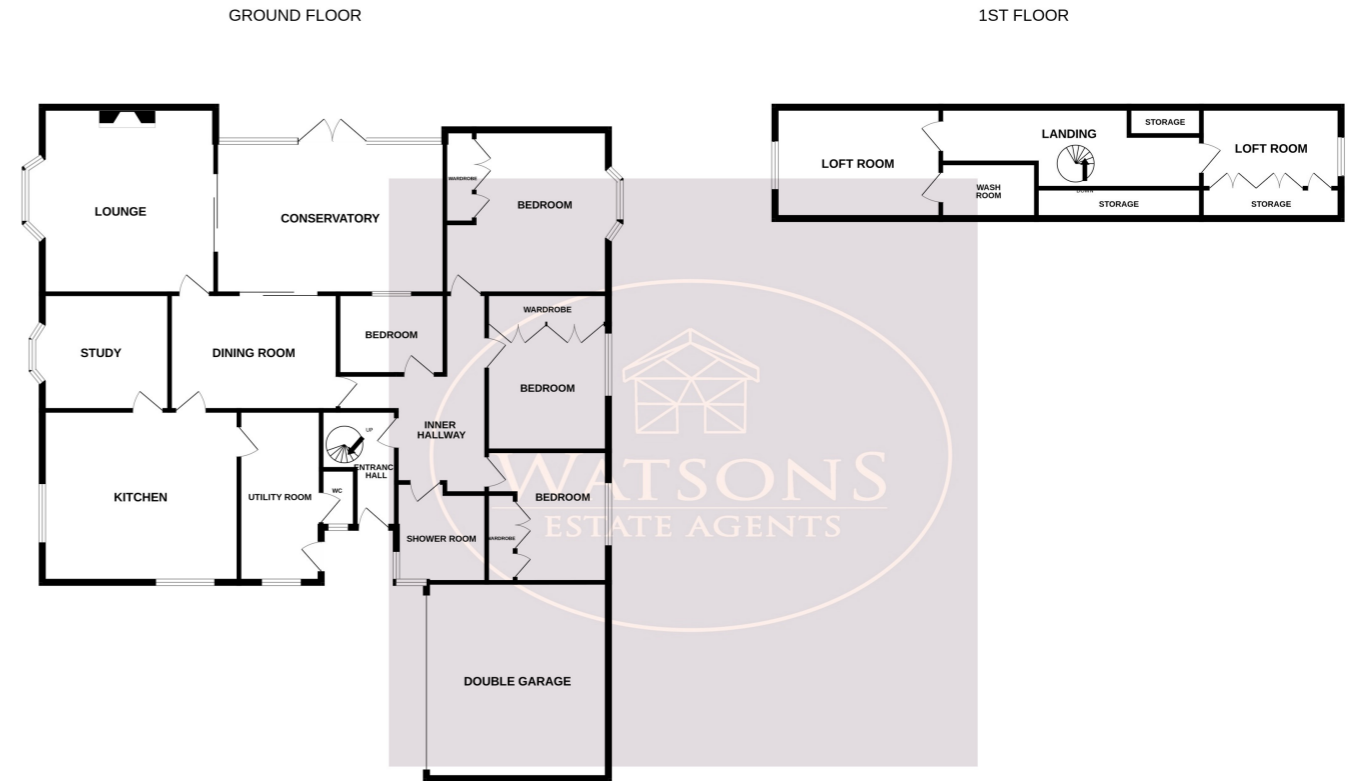 GROUND FLOOR
1ST FLOOR
LOUNGE
CONSERVATORY
WARDROBE
BEDROOM
STUDY
DINING ROOM
BEDROOM
WARDROBE
BEDROOM
INNER
HALLWAY
UP
ENTRANC
HALL
KITCHEN
UTILITY ROOM
WC
SHOWER ROOM
WARDROBE
BEDROOM
DOUBLE GARAGE
LOFT ROOM
LANDING
STORAGE
LOFT ROOM
WASH
ROOM
DOWN
STORAGE
STORAGE
WATSONS
ESTATE AGENTS